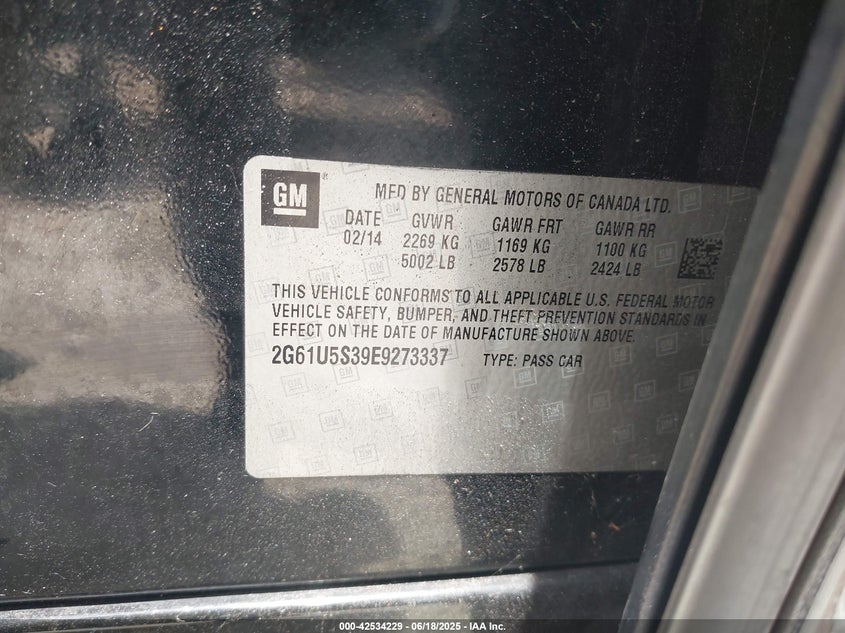 GM
MFD BY GENERAL MOTORS OF CANADA LTD.
DATE GVWR GAWR FRT GAWR RR
02/14 2269 KG 1169 KG 1100 KG
5002 LB 2578 LB 2424 LB
THIS VEHICLE CONFORMS TO ALL APPLICABLE U.S. FEDERAL MOTOR
VEHICLE SAFETY, BUMPER, AND THEFT PREVENTION STANDARDS IN
EFFECT ON THE DATE OF MANUFACTURE SHOWN ABOVE.
2G61U5S39E9273337 TYPE: PASS CAR
000-42534229 - 06/18/2025 - IAA Inc.